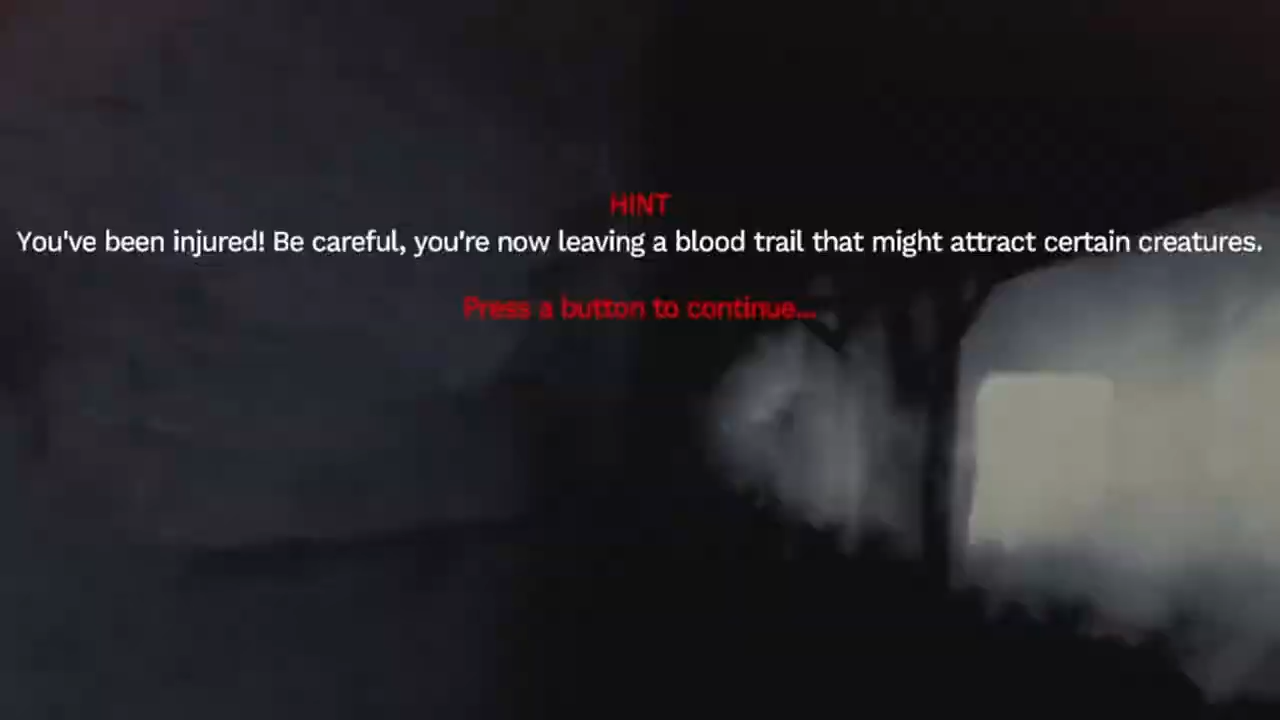 HINT
You've been injured! Be careful, you're now leaving a blood trail that might attract certain creatures.
Press a button to continue...